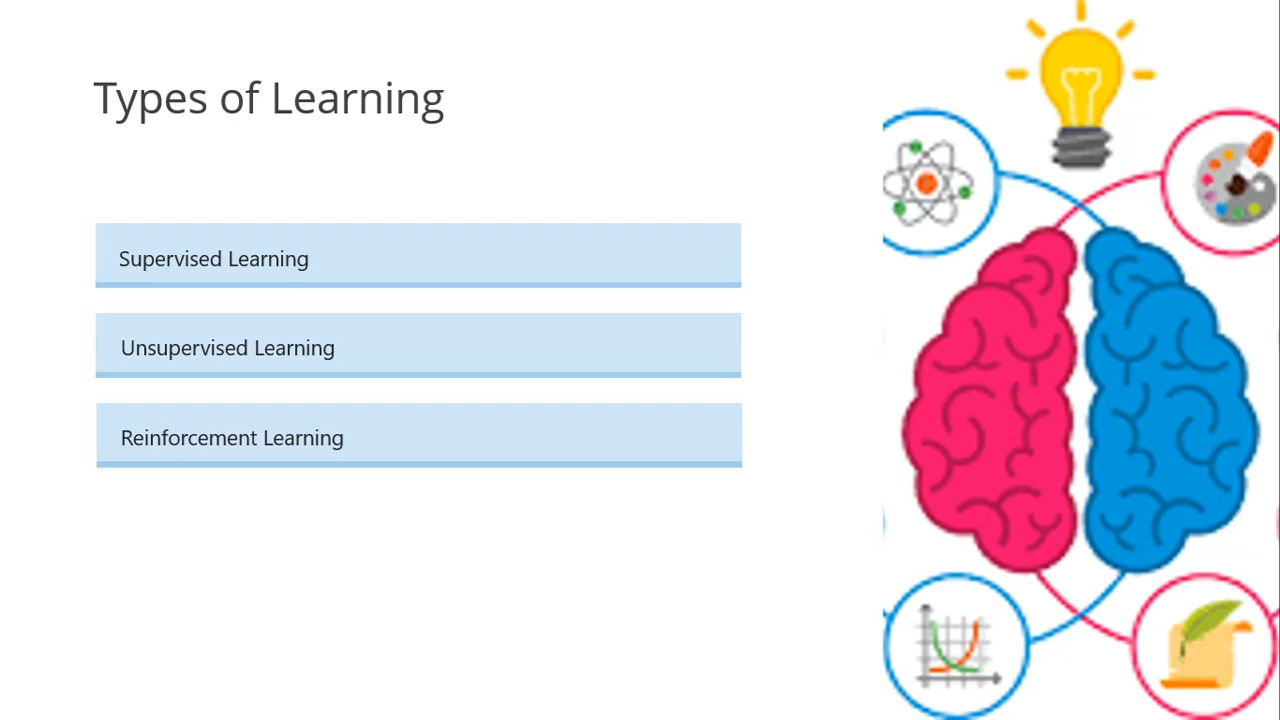 Types of Learning
Supervised Learning
Unsupervised Learning
Reinforcement Learning